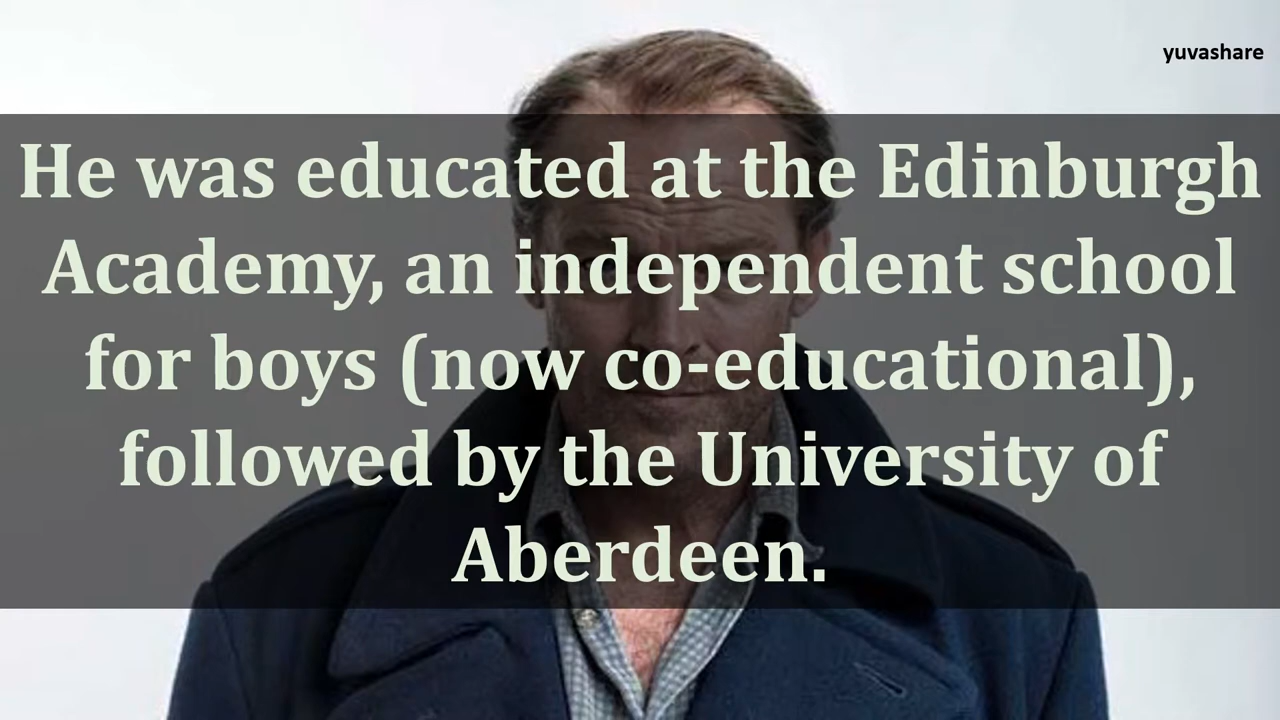 yuvashare
He was educated at the Edinburgh
Academy, an independent school
for boys (now co-educational),
followed by the University of
Aberdeen.